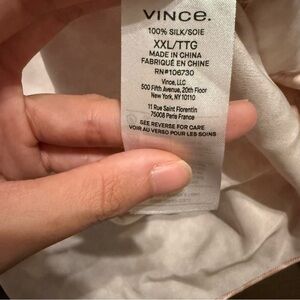 VINCE.
100% SILK/SOIE
XXL/TTG
MADE IN CHINA
FABRIQUÉ EN CHINE
RN#106730
Vince, LLC
500 Fifth Avenue, 20th Floor
New York, NY 10110
11 Rue Saint Florentin
75008 Paris France
SEE REVERSE FOR CARE
VOIR AU VERSO POUR LES SOINS